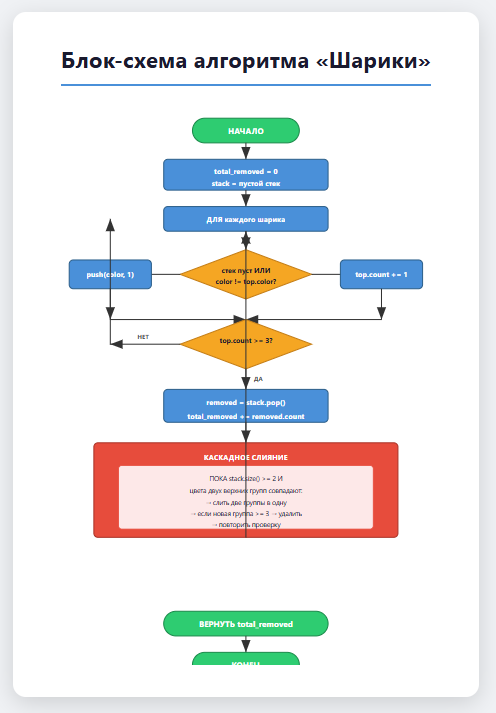 Блок-схема алгоритма «Шарики»
НАЧАЛО
total_removed = 0
stack = пустой стек
ДЛЯ каждого шарика
стек пуст ИЛИ
color != top.color?
push(color, 1)
top.count += 1
top.count >= 3?
НЕТ
ДА
removed = stack.pop()
total_removed += removed.count
КАСКАДНОЕ СЛИЯНИЕ
ПОКА stack.size() >= 2 И
цвета двух верхних групп совпадают:
→ слить две группы в одну
→ если новая группа >= 3 → удалить
→ повторить проверку
ВЕРНУТЬ total_removed
КОНЕЦ